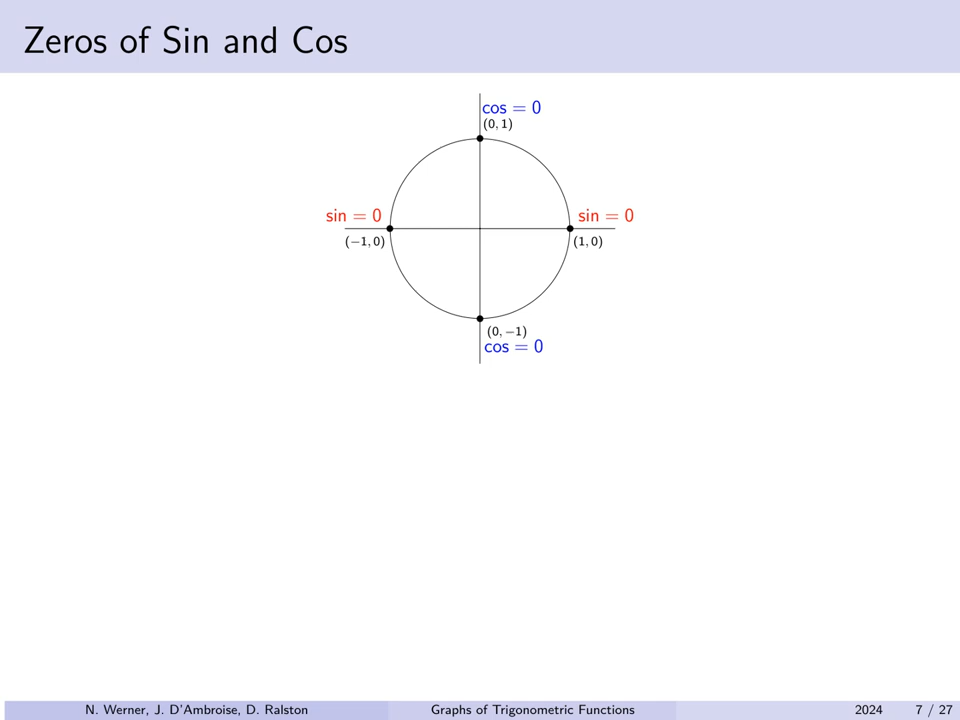 Zeros of Sin and Cos
cos = 0
(0, 1)
sin = 0
sin = 0
(−1, 0)
(1, 0)
(0, −1)
cos = 0
N. Werner, J. D'Ambroise, D. Ralston
Graphs of Trigonometric Functions
2024
7 / 27